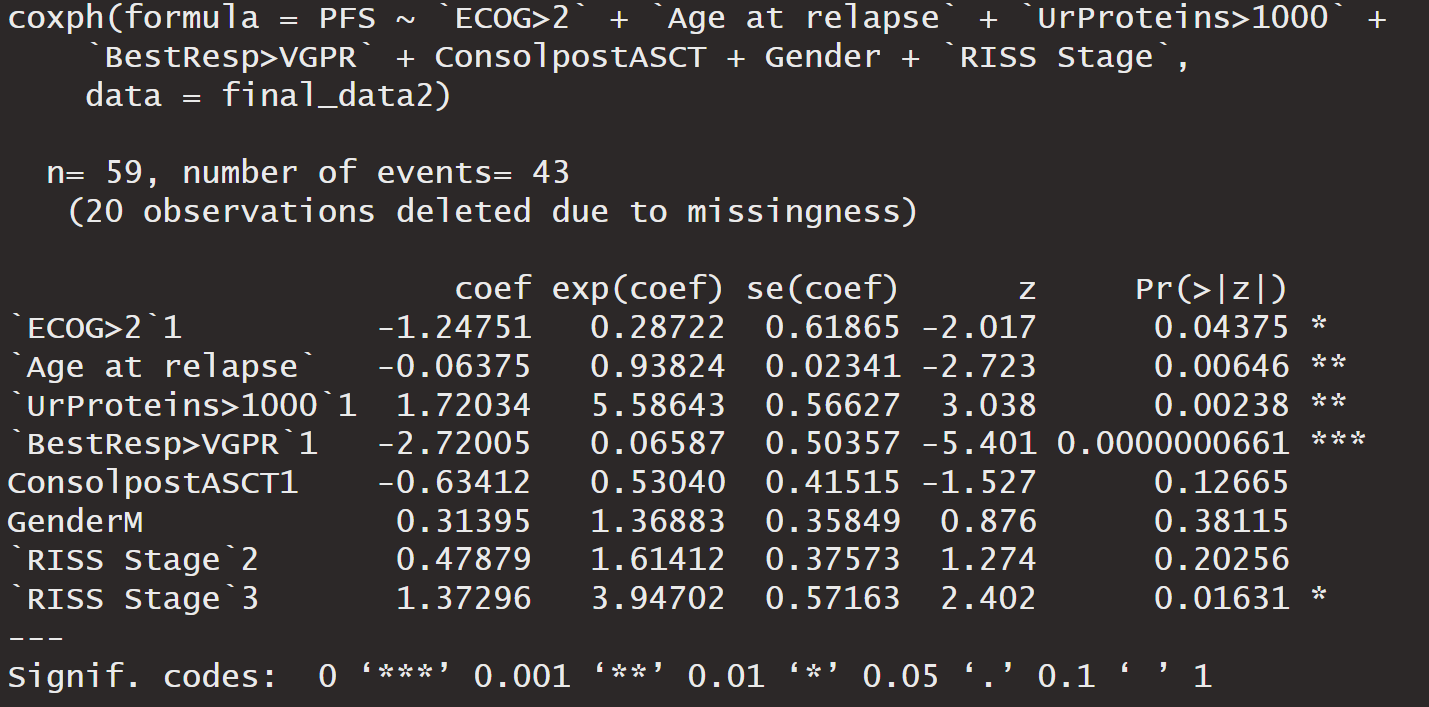 coxph(formula = PFS ~ `ECOG>2` + `Age at relapse` + `UrProteins>1000` +
    `BestResp>VGPR` + ConsolpostASCT + Gender + `RISS Stage`,
    data = final_data2)
  n= 59, number of events= 43
   (20 observations deleted due to missingness)
                        coef exp(coef) se(coef)      z     Pr(>|z|)
`ECOG>2`1           -1.24751   0.28722  0.61865 -2.017      0.04375 *
`Age at relapse`    -0.06375   0.93824  0.02341 -2.723      0.00646 **
`UrProteins>1000`1  1.72034   5.58643  0.56627  3.038      0.00238 **
`BestResp>VGPR`1   -2.72005   0.06587  0.50357 -5.401 0.0000000661 ***
ConsolpostASCT1    -0.63412   0.53040  0.41515 -1.527      0.12665
GenderM             0.31395   1.36883  0.35849  0.876      0.38115
`RISS Stage`2       0.47879   1.61412  0.37573  1.274      0.20256
`RISS Stage`3       1.37296   3.94702  0.57163  2.402      0.01631 *
---
Signif. codes:  0 ‘***’ 0.001 ‘**’ 0.01 ‘*’ 0.05 ‘.’ 0.1 ‘ ’ 1